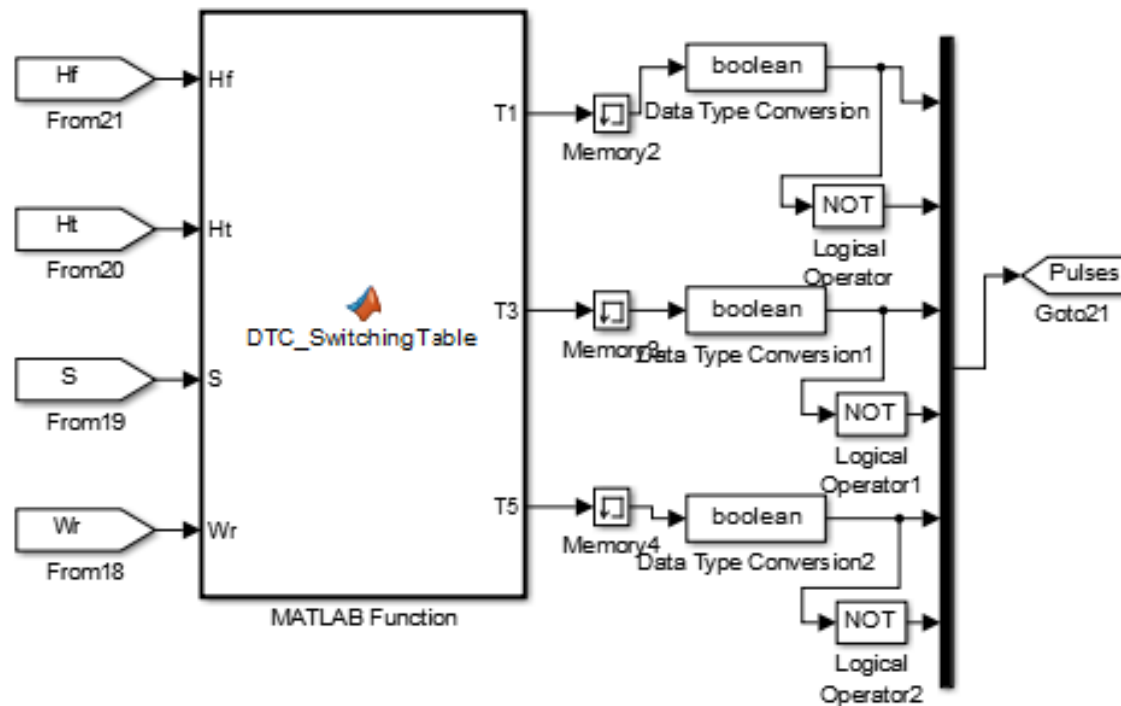 Hf
From21
Ht
From20
S
From19
Wr
From18
Hf
Ht
S
Wr
DTC_SwitchingTable
T1
T3
T5
MATLAB Function
Memory2
Memory3
Memory4
boolean
Data Type Conversion
NOT
Logical
Operator
boolean
Data Type Conversion1
NOT
Logical
Operator1
boolean
Data Type Conversion2
NOT
Logical
Operator2
Pulses
Goto21